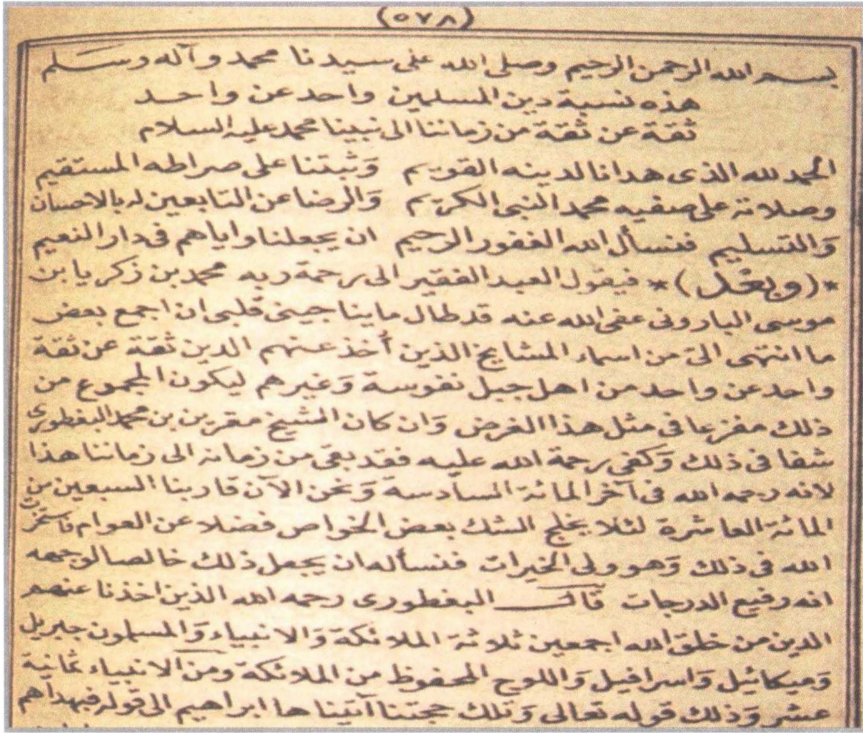 (٥٧٨)
بسم الله الرحمن الرحيم وصلى الله على سيدنا محمد وآله وسلم
هذه نسبة دين المسلمين واحد عن واحد
ثقة عن ثقة من زماننا الى نبينا محمد عليه السلام
الحمد لله الذى هدانا لدينه القويم وثبتنا على صراطه المستقيم
وصلاته على صفيه محمد النبى الكريم والرضا عن التابعين له بالاحسان
والتسليم فنسأل الله الغفور الرحيم ان يجعلنا واياهم فى دار النعيم
*(وبعد)* فيقول العبد الفقير الى رحمة ربه محمد بن زكريا بن
موسى البارونى عفى الله عنه قد طال ما يناجينى قلبى ان اجمع بعض
ما انتهى الىّ من اسماء المشايخ الذين أخذ عنهم الدين ثقة عن ثقة
واحد عن واحد من اهل جبل نفوسة وغيرهم ليكون المجموع من
ذلك مفزعا فى مثل هذا الغرض وان كان الشيخ مقرين بن محمد البغطورى
شفا فى ذلك وكفى رحمة الله عليه فقد بقى من زمانه الى زماننا هذا
لانه رحمه الله فى آخر المائة السادسة ونحن الآن قاربنا السبعين من
المائة العاشرة لئلا يخلج الشك بعض الخواص فضلا عن العوام فاستخرت
الله فى ذلك وهو ولى الخيرات فنسأله ان يجعل ذلك خالصا لوجهه
انه رفيع الدرجات قال البغطورى رحمه الله الذين اخذنا عنهم
الدين من خلق الله اجمعين ثلاثة الملائكة والانبياء والمسلمون جبريل
وميكائيل واسرافيل واللوح المحفوظ من الملائكة ومن الانبياء ثمانية
عشر وذلك قوله تعالى وتلك حجتنا آتيناها ابراهيم الى قوله فبهداهم